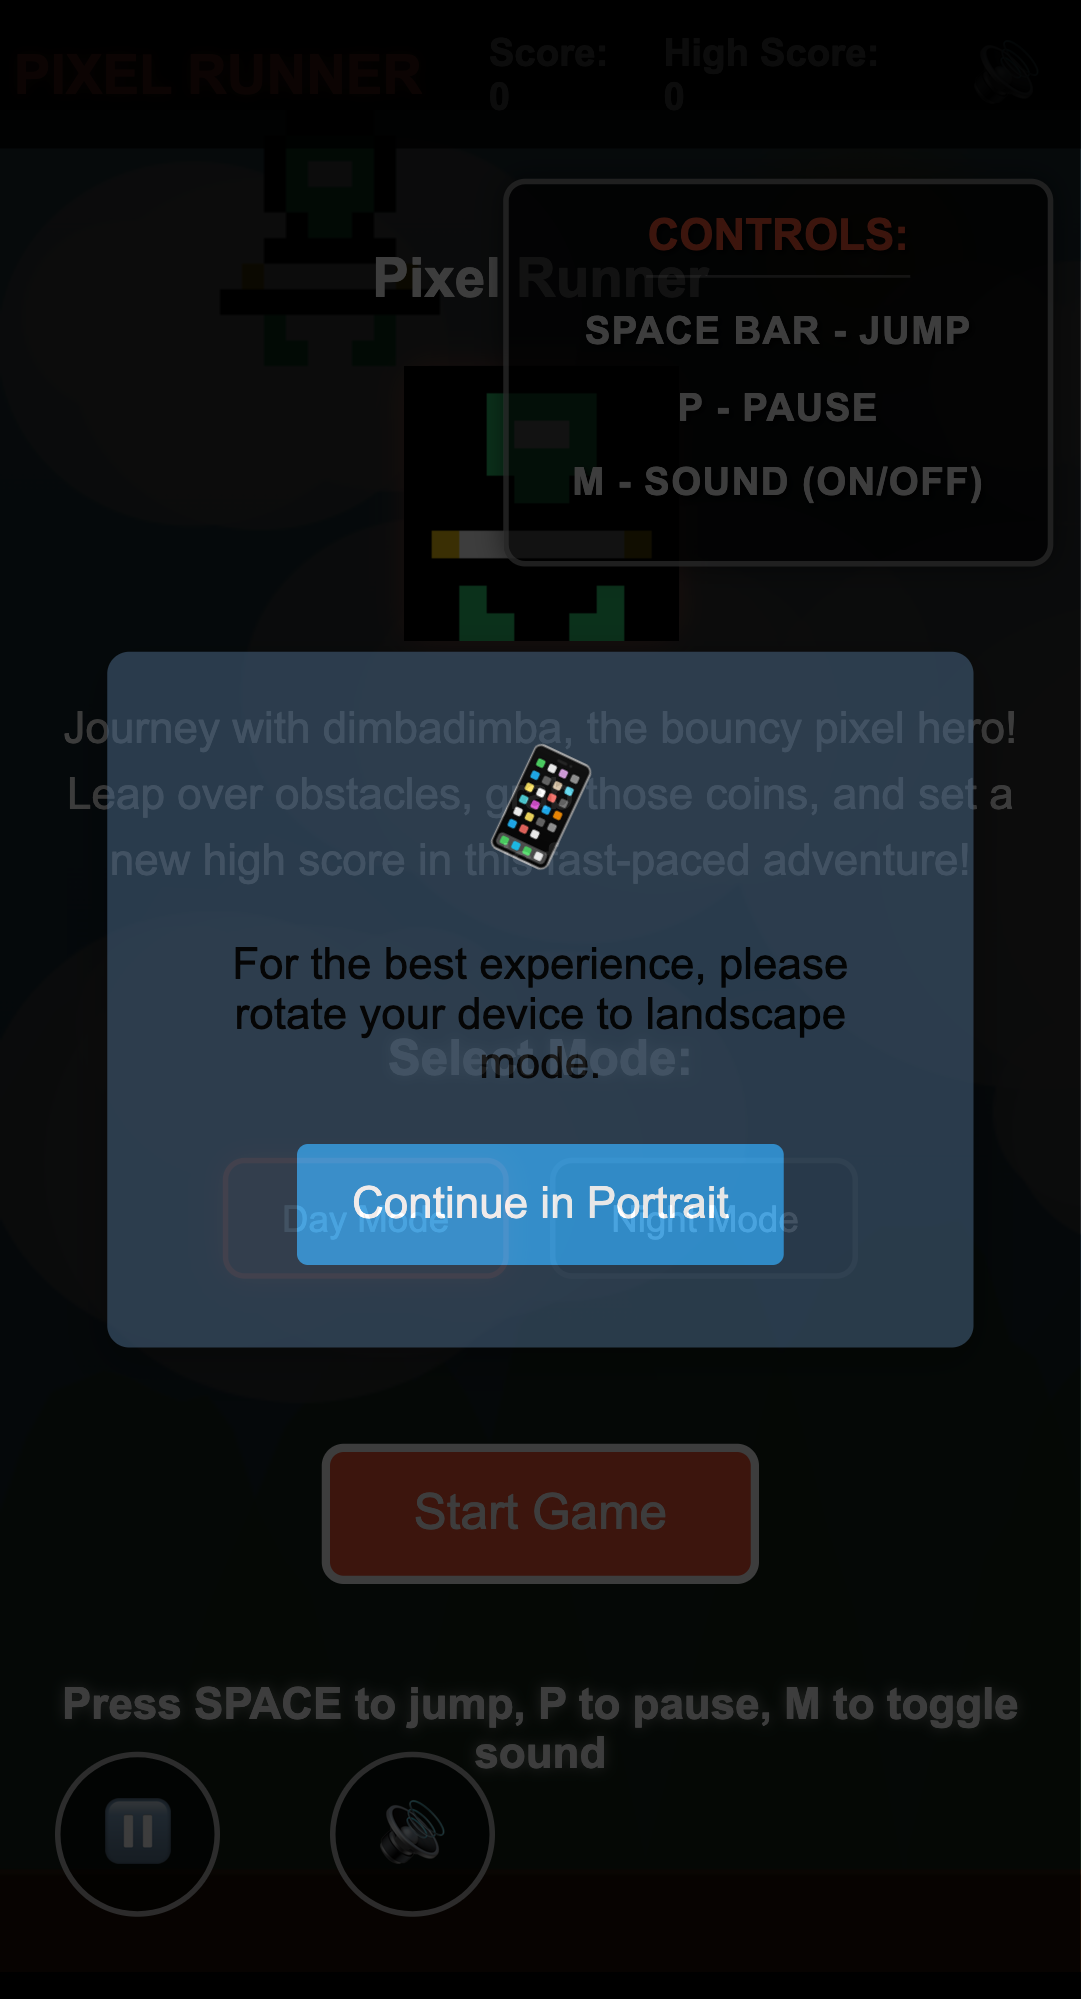 PIXEL RUNNER
Score:
0
High Score:
0
CONTROLS:
Pixel Runner
SPACE BAR - JUMP
P - PAUSE
M - SOUND (ON/OFF)
Journey with dimbadimba, the bouncy pixel hero!
Leap over obstacles, those coins, and set a
new high score in this fast-paced adventure!
For the best experience, please
rotate your device to landscape
mode.
Select Mode:
Continue in Portrait
Day Mode
Night Mode
Start Game
Press SPACE to jump, P to pause, M to toggle
sound